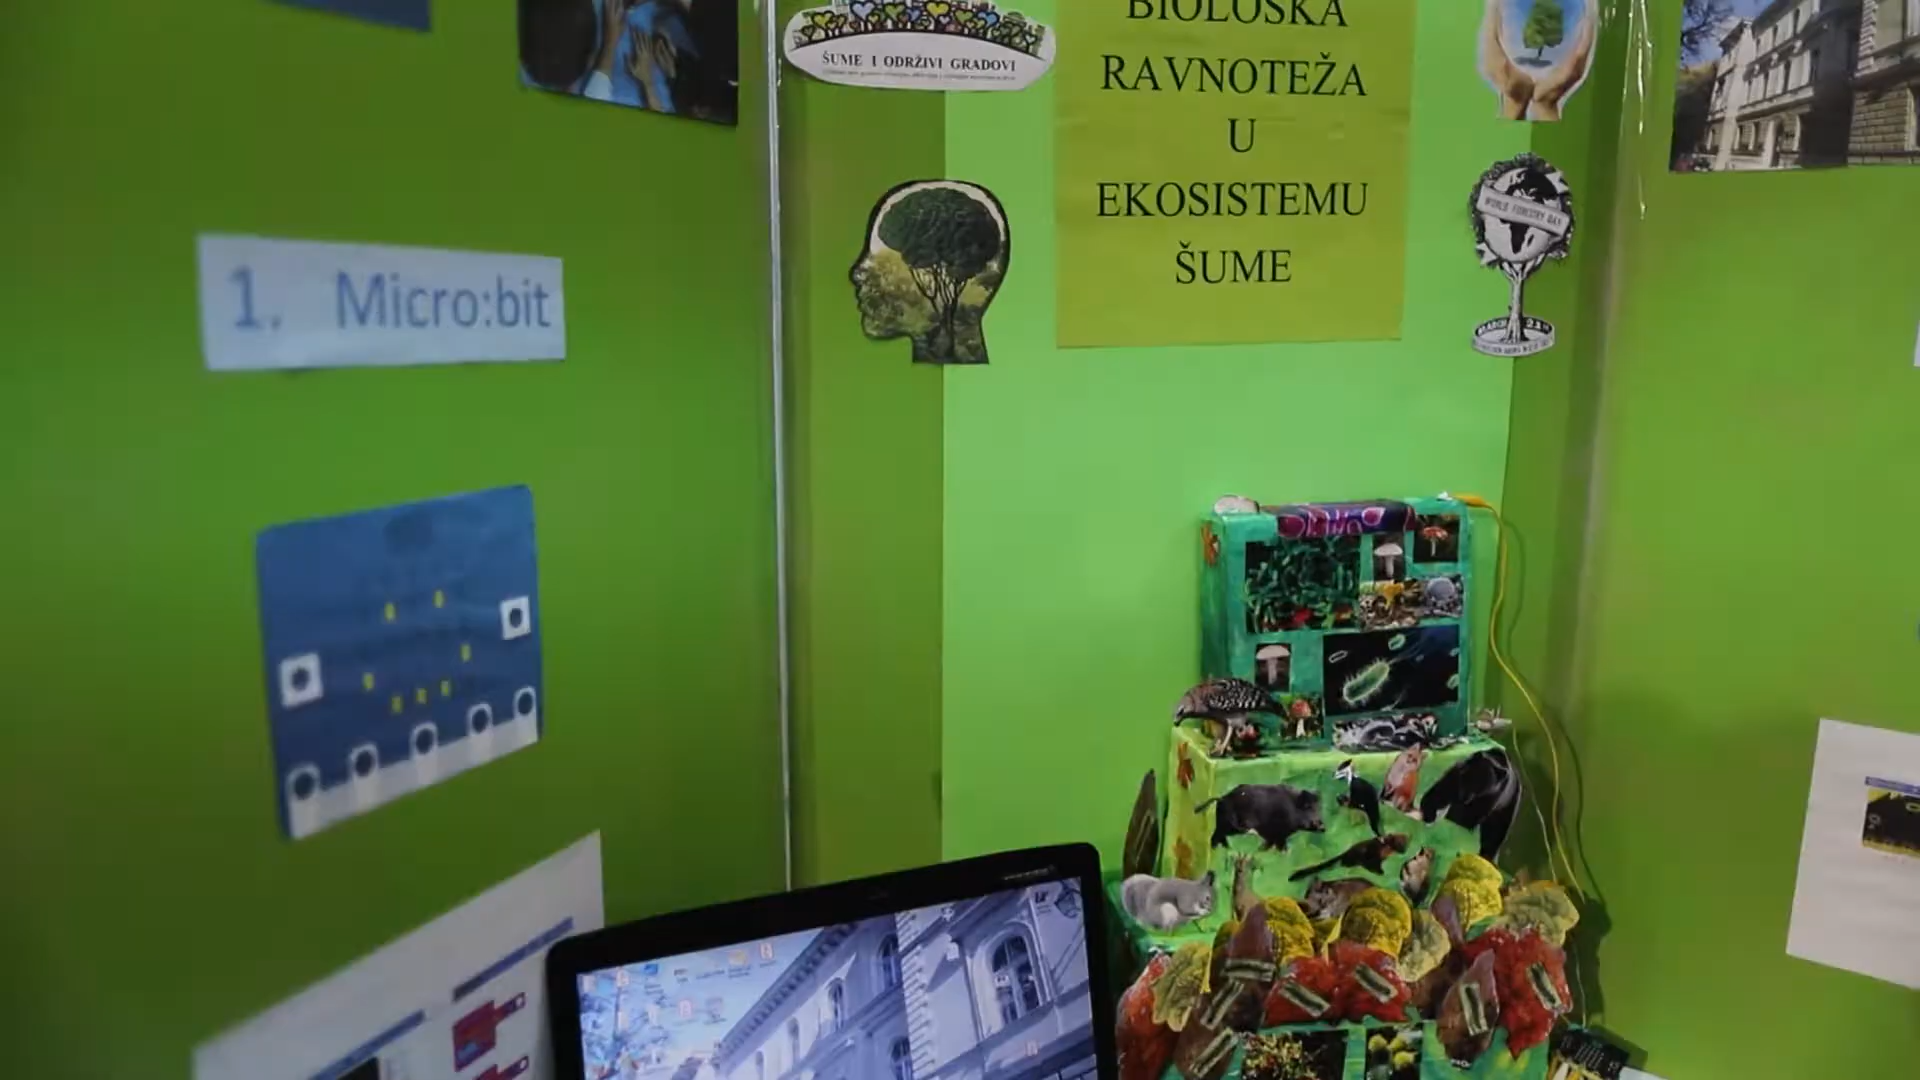 ŠUME I ODRŽIVI GRADOVI
BIOLOŠKA
RAVNOTEŽA
U
EKOSISTEMU
ŠUME
WORLD FORESTRY DAY
1. Micro:bit